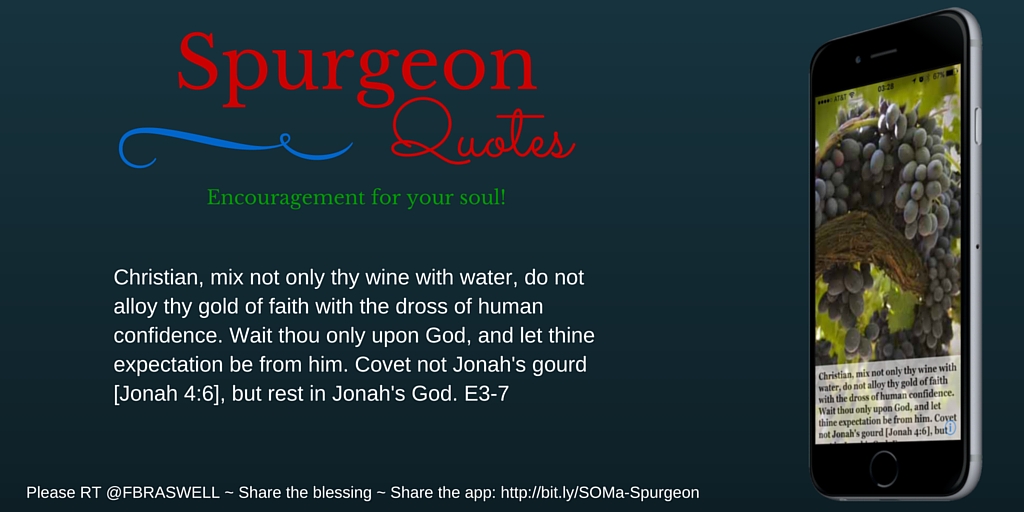 Spurgeon
Quotes
Encouragement for your soul!
Christian, mix not only thy wine with water, do not
alloy thy gold of faith with the dross of human
confidence. Wait thou only upon God, and let thine
expectation be from him. Covet not Jonah's gourd
[Jonah 4:6], but rest in Jonah's God. E3-7
Please RT @FBRASWELL ~ Share the blessing ~ Share the app: http://bit.ly/SOMa-Spurgeon
AT&T 03:28 67%
Christian, mix not only thy wine with
water, do not alloy thy gold of faith
with the dross of human confidence.
Wait thou only upon God, and let
thine expectation be from him. Covet
not Jonah's gourd [Jonah 4:6], but